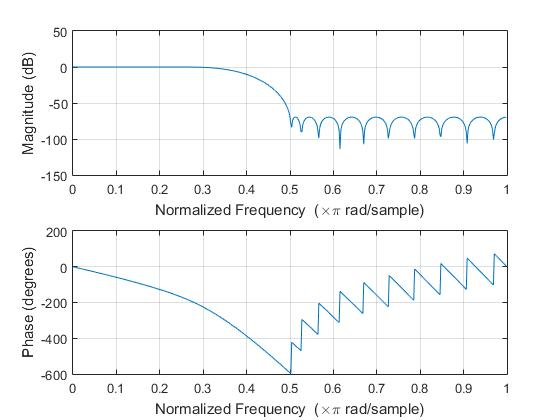 50
0
-50
-100
-150
Magnitude (dB)
0 0.1 0.2 0.3 0.4 0.5 0.6 0.7 0.8 0.9 1
Normalized Frequency (×π rad/sample)
200
0
-200
-400
-600
Phase (degrees)
0 0.1 0.2 0.3 0.4 0.5 0.6 0.7 0.8 0.9 1
Normalized Frequency (×π rad/sample)